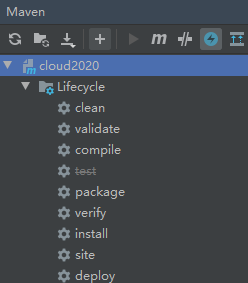 Maven
cloud2020
Lifecycle
clean
validate
compile
test
package
verify
install
site
deploy